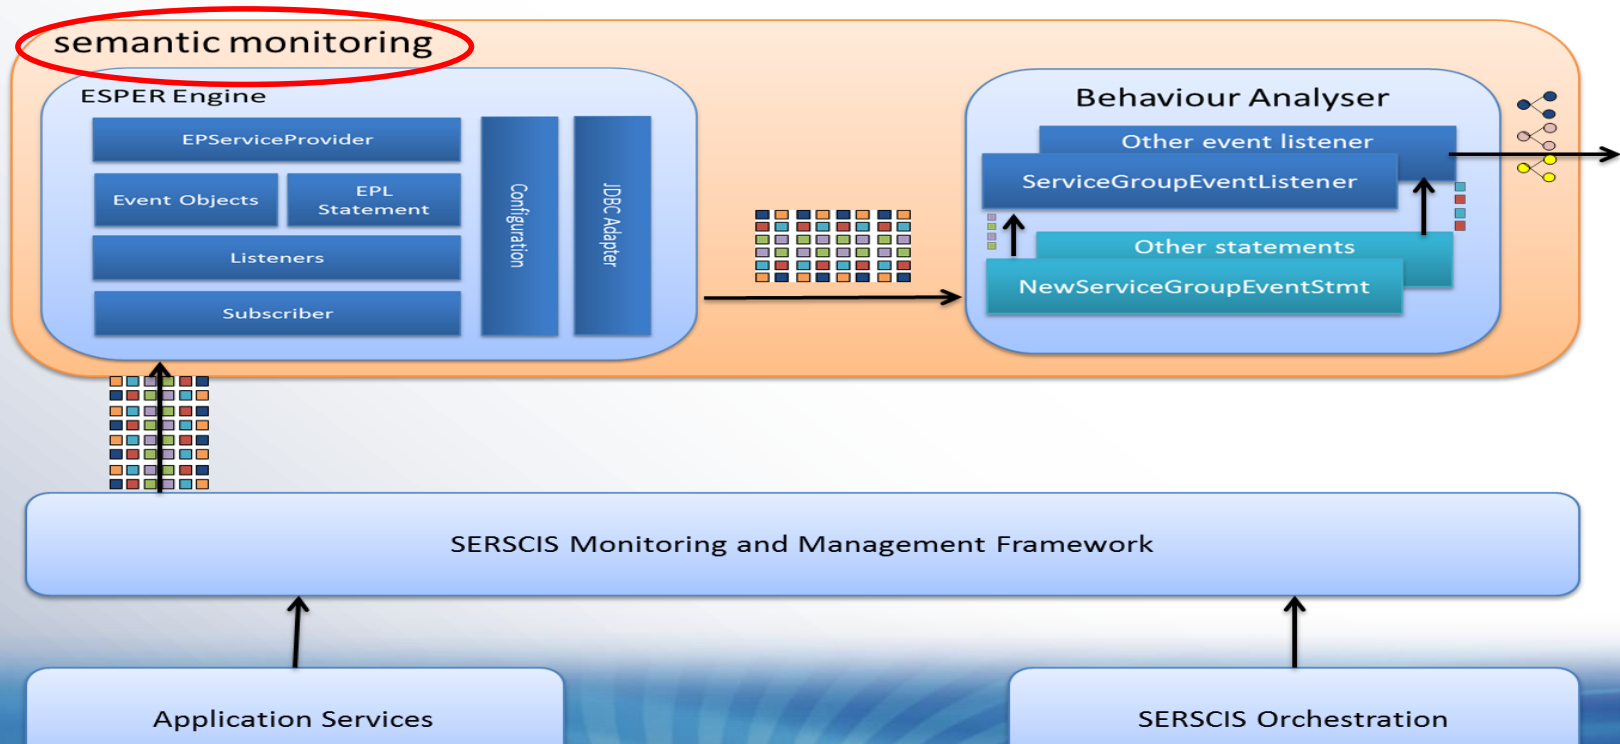 semantic monitoring
ESPER Engine
EPServiceProvider
Event Objects
EPL
Statement
Listeners
Subscriber
Configuration
JDBC Adapter
Behaviour Analyser
Other event listener
ServiceGroupEventListener
Other statements
NewServiceGroupEventStmt
SERSCIS Monitoring and Management Framework
Application Services
SERSCIS Orchestration